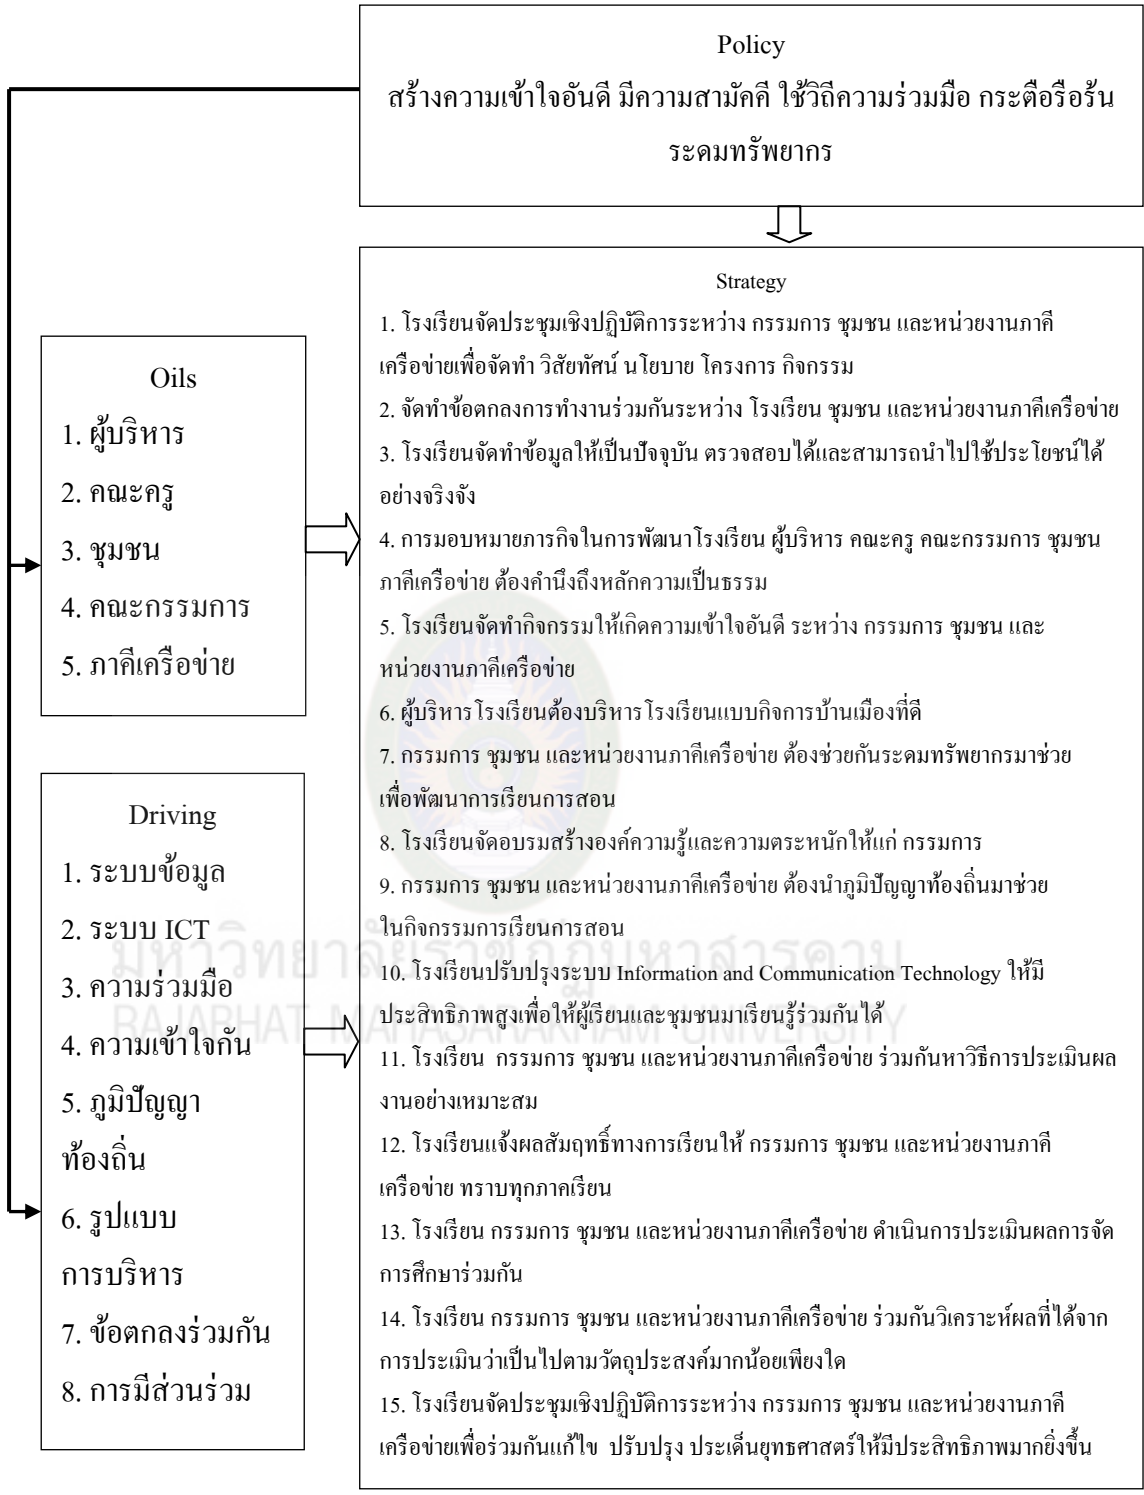 Policy
สร้างความเข้าใจอันดี มีความสามัคคี ใช้วิถีความร่วมมือ กระตือรือร้น
ระดมทรัพยากร
Oils
1. ผู้บริหาร
2. คณะครู
3. ชุมชน
4. คณะกรรมการ
5. ภาคีเครือข่าย
Driving
1. ระบบข้อมูล
2. ระบบ ICT
3. ความร่วมมือ
4. ความเข้าใจกัน
5. ภูมิปัญญา
ท้องถิ่น
6. รูปแบบ
การบริหาร
7. ข้อตกลงร่วมกัน
8. การมีส่วนร่วม
Strategy
1. โรงเรียนจัดประชุมเชิงปฏิบัติการระหว่าง กรรมการ ชุมชน และหน่วยงานภาคี
เครือข่ายเพื่อจัดทำ วิสัยทัศน์ นโยบาย โครงการ กิจกรรม
2. จัดทำข้อตกลงการทำงานร่วมกันระหว่าง โรงเรียน ชุมชน และหน่วยงานภาคีเครือข่าย
3. โรงเรียนจัดทำข้อมูลให้เป็นปัจจุบัน ตรวจสอบได้และสามารถนำไปใช้ประโยชน์ได้
อย่างจริงจัง
4. การมอบหมายภารกิจในการพัฒนาโรงเรียน ผู้บริหาร คณะครู คณะกรรมการ ชุมชน
ภาคีเครือข่าย ต้องคำนึงถึงหลักความเป็นธรรม
5. โรงเรียนจัดทำกิจกรรมให้เกิดความเข้าใจอันดี ระหว่าง กรรมการ ชุมชน และ
หน่วยงานภาคีเครือข่าย
6. ผู้บริหารโรงเรียนต้องบริหารโรงเรียนแบบกิจการบ้านเมืองที่ดี
7. กรรมการ ชุมชน และหน่วยงานภาคีเครือข่าย ต้องช่วยกันระดมทรัพยากรมาช่วย
เพื่อพัฒนาการเรียนการสอน
8. โรงเรียนจัดอบรมสร้างองค์ความรู้และความตระหนักให้แก่ กรรมการ
9. กรรมการ ชุมชน และหน่วยงานภาคีเครือข่าย ต้องนำภูมิปัญญาท้องถิ่นมาช่วย
ในกิจกรรมการเรียนการสอน
10. โรงเรียนปรับปรุงระบบ Information and Communication Technology ให้มี
ประสิทธิภาพสูงเพื่อให้ผู้เรียนและชุมชนมาเรียนรู้ร่วมกันได้
11. โรงเรียน กรรมการ ชุมชน และหน่วยงานภาคีเครือข่าย ร่วมกันหาวิธีการประเมินผล
งานอย่างเหมาะสม
12. โรงเรียนแจ้งผลสัมฤทธิ์ทางการเรียนให้ กรรมการ ชุมชน และหน่วยงานภาคี
เครือข่าย ทราบทุกภาคเรียน
13. โรงเรียน กรรมการ ชุมชน และหน่วยงานภาคีเครือข่าย ดำเนินการประเมินผลการจัด
การศึกษาร่วมกัน
14. โรงเรียน กรรมการ ชุมชน และหน่วยงานภาคีเครือข่าย ร่วมกันวิเคราะห์ผลที่ได้จาก
การประเมินว่าเป็นไปตามวัตถุประสงค์มากน้อยเพียงใด
15. โรงเรียนจัดประชุมเชิงปฏิบัติการระหว่าง กรรมการ ชุมชน และหน่วยงานภาคี
เครือข่ายเพื่อร่วมกันแก้ไข ปรับปรุง ประเด็นยุทธศาสตร์ให้มีประสิทธิภาพมากยิ่งขึ้น
มหาวิทยาลัยราชภัฏมหาสารคาม
RAJABHAT MAHASARAKHAM UNIVERSITY